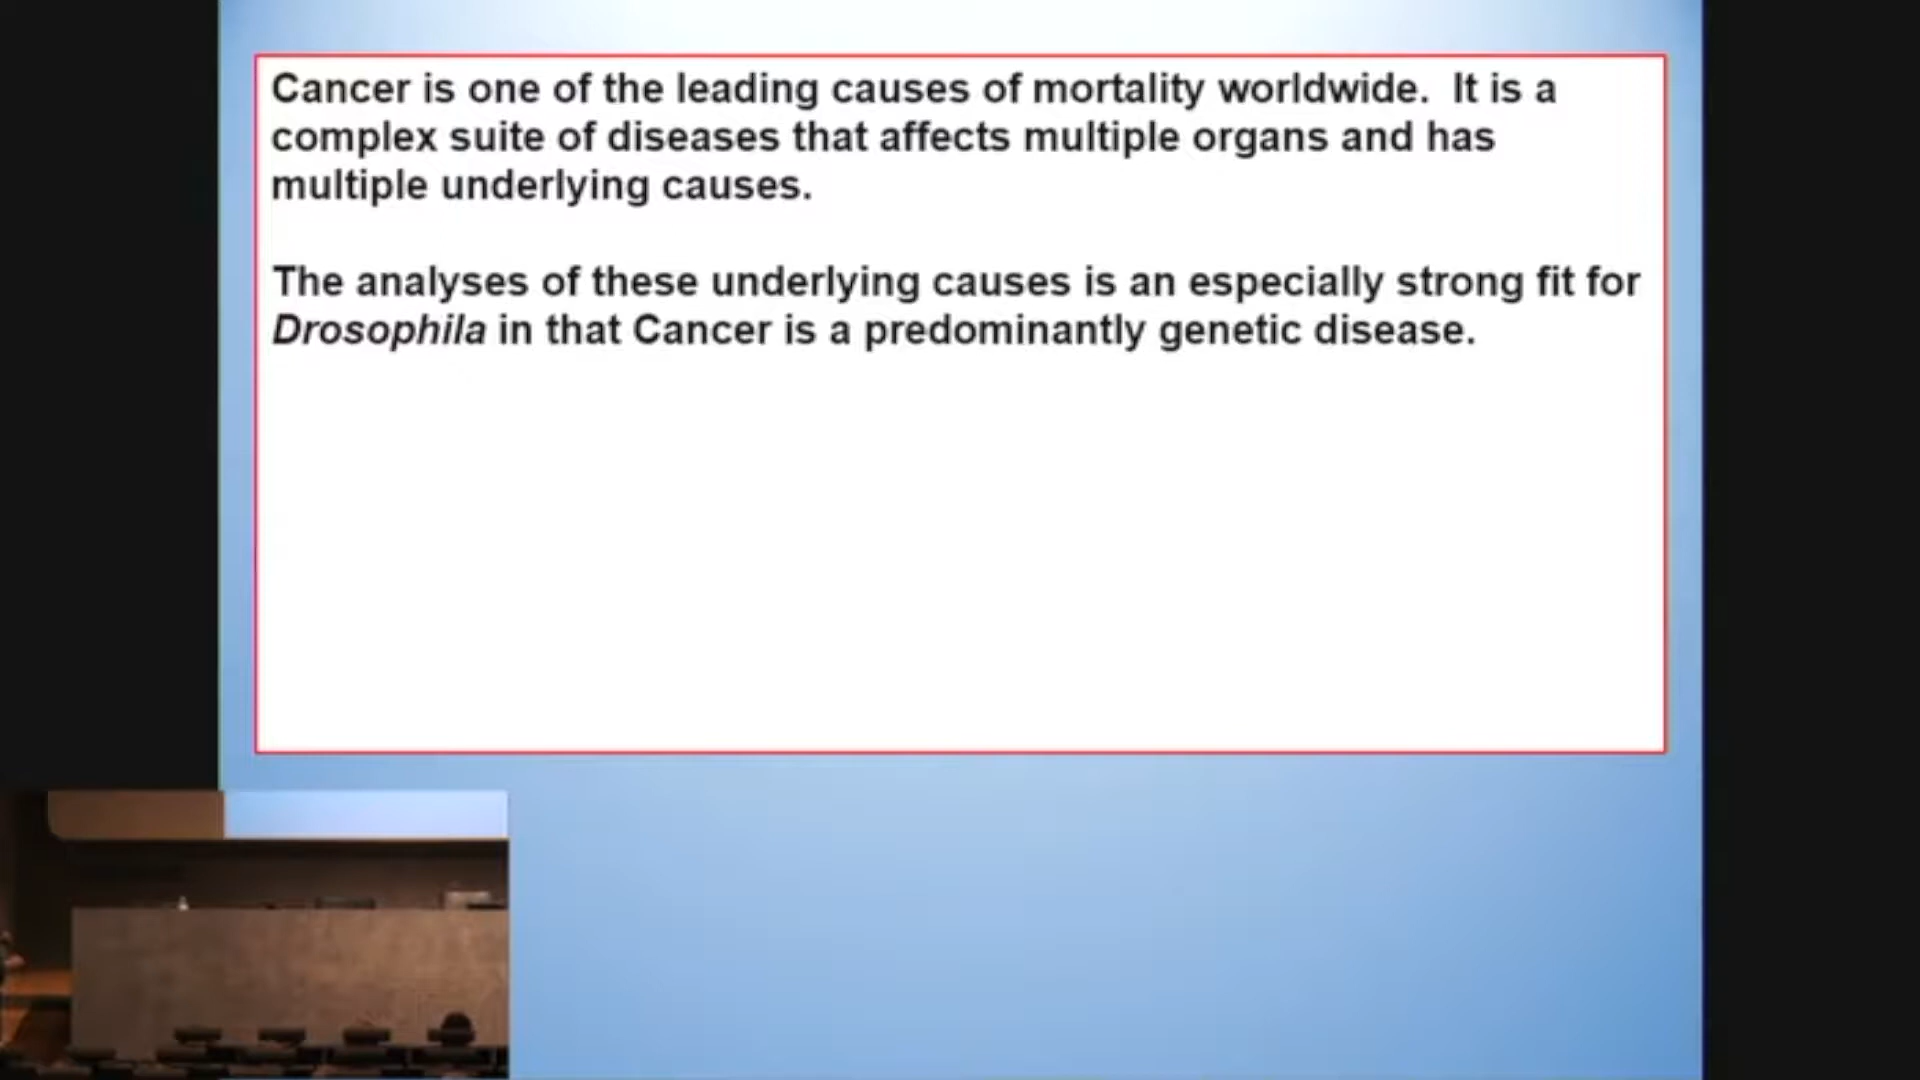 Cancer is one of the leading causes of mortality worldwide.  It is a
complex suite of diseases that affects multiple organs and has
multiple underlying causes.
The analyses of these underlying causes is an especially strong fit for
Drosophila in that Cancer is a predominantly genetic disease.